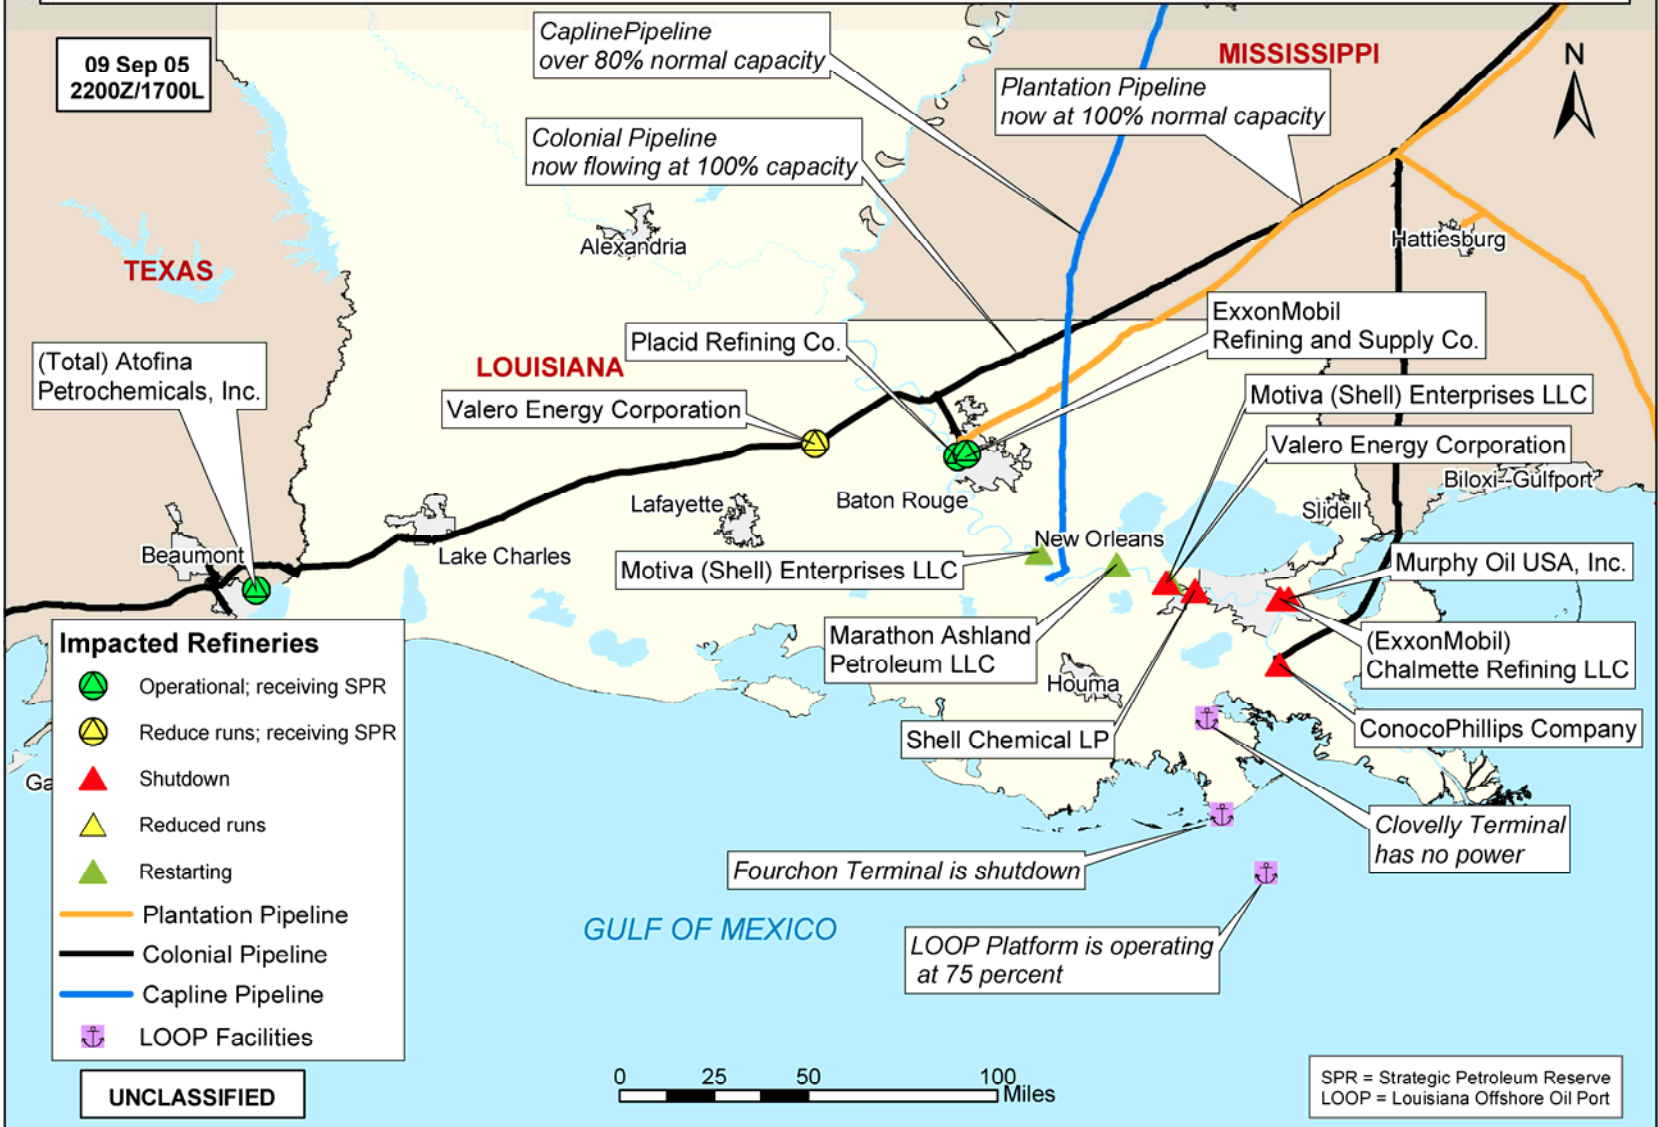 CaplinePipeline
over 80% normal capacity
MISSISSIPPI
N
09 Sep 05
2200Z/1700L
Plantation Pipeline
now at 100% normal capacity
Colonial Pipeline
now flowing at 100% capacity
Alexandria
Hattiesburg
TEXAS
ExxonMobil
Refining and Supply Co.
Placid Refining Co.
(Total) Atofina
Petrochemicals, Inc.
LOUISIANA
Motiva (Shell) Enterprises LLC
Valero Energy Corporation
Valero Energy Corporation
Biloxi--Gulfport
Lafayette
Baton Rouge
Slidell
New Orleans
Beaumont
Lake Charles
Motiva (Shell) Enterprises LLC
Murphy Oil USA, Inc.
Marathon Ashland
Petroleum LLC
(ExxonMobil)
Chalmette Refining LLC
Houma
ConocoPhillips Company
Shell Chemical LP
Ga
Clovelly Terminal
has no power
Fourchon Terminal is shutdown
GULF OF MEXICO
LOOP Platform is operating
at 75 percent
Impacted Refineries
Operational; receiving SPR
Reduce runs; receiving SPR
Shutdown
Reduced runs
Restarting
Plantation Pipeline
Colonial Pipeline
Capline Pipeline
LOOP Facilities
UNCLASSIFIED
0 25 50 100
Miles
SPR = Strategic Petroleum Reserve
LOOP = Louisiana Offshore Oil Port